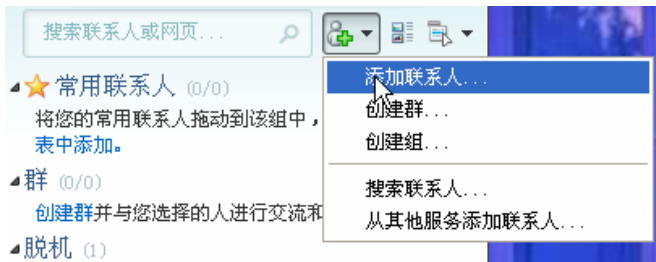 搜索联系人或网页...
常用联系人 (0/0)
将您的常用联系人拖动到该组中，
表中添加。
群 (0/0)
创建群并与您选择的人进行交流和
脱机 (1)
添加联系人...
创建群...
创建组...
搜索联系人...
从其他服务添加联系人...